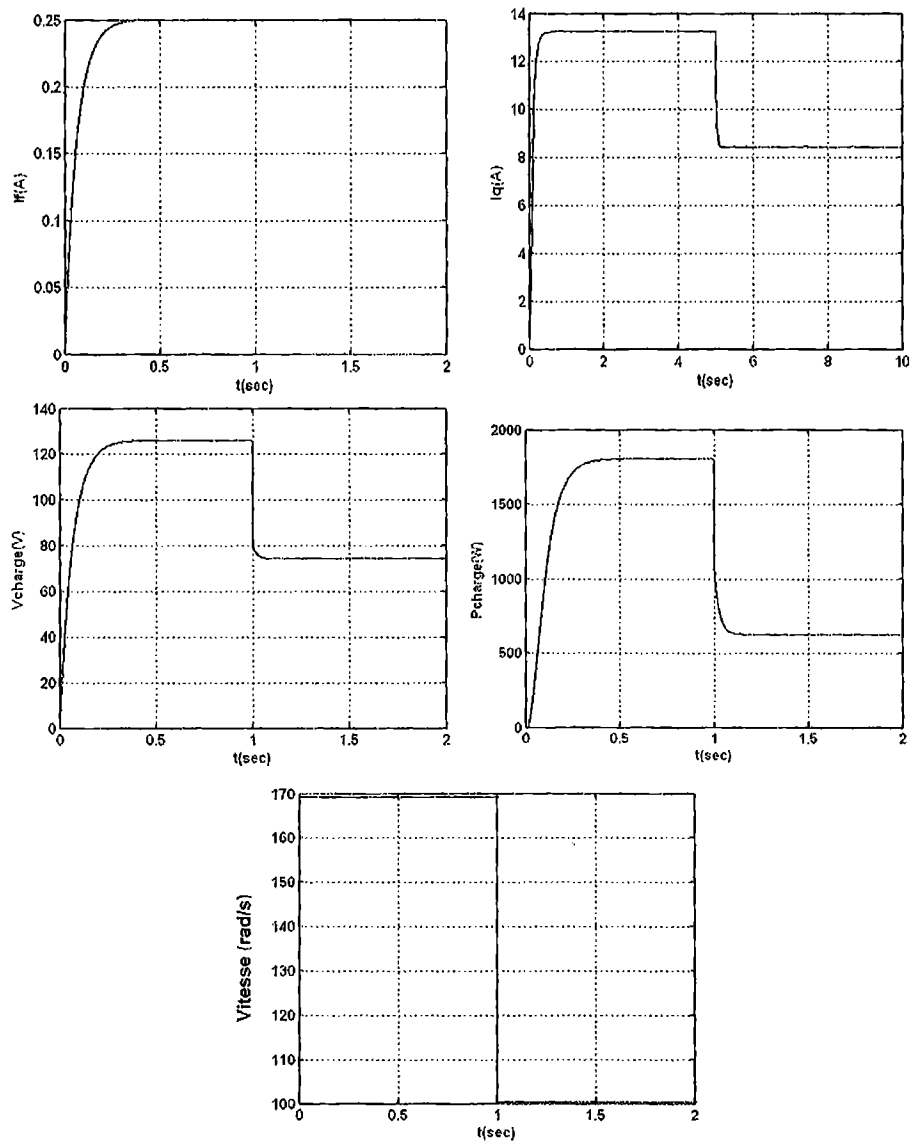 0.25
0.2
0.15
0.1
0.05
0
If(A)
0 0.5 1 1.5 2
t(sec)
14
12
10
8
6
4
2
0
Iq(A)
0 2 4 6 8 10
t(sec)
140
120
100
80
60
40
20
0
Vcharge(V)
0 0.5 1 1.5 2
t(sec)
2000
1500
1000
500
0
Pcharge(W)
0 0.5 1 1.5 2
t(sec)
170
160
150
140
130
120
110
100
Vitesse (rad/s)
0 0.5 1 1.5 2
t(sec)